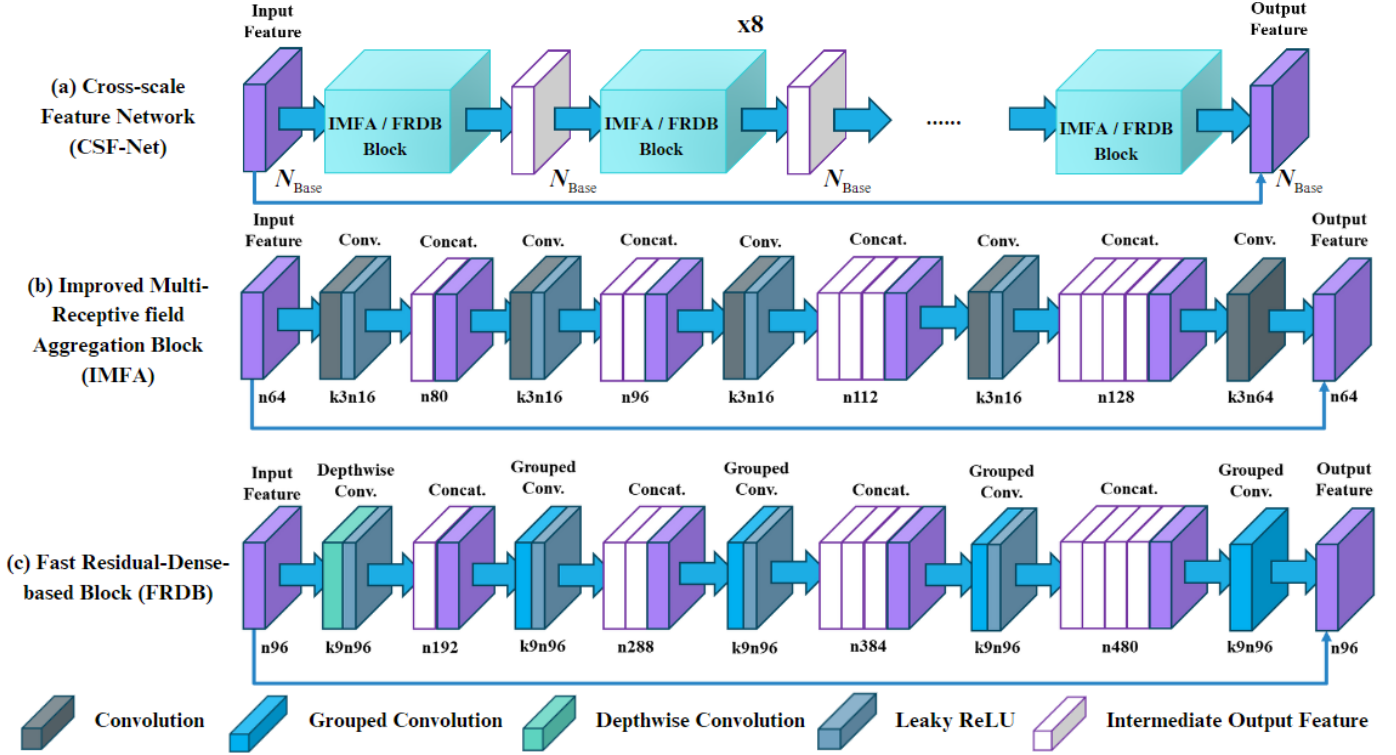 Input
Feature
x8
Output
Feature
(a) Cross-scale
Feature Network
(CSF-Net)
IMFA / FRDB
Block
IMFA / FRDB
Block
......
IMFA / FRDB
Block
N Base
N Base
N Base
N Base
Input
Feature
Conv.
Concat.
Conv.
Concat.
Conv.
Concat.
Conv.
Concat.
Conv.
Output
Feature
(b) Improved Multi-
Receptive field
Aggregation Block
(IMFA)
n64
k3n16
n80
k3n16
n96
k3n16
n112
k3n16
n128
k3n64
n64
Input
Feature
Depthwise
Conv.
Concat.
Grouped
Conv.
Concat.
Grouped
Conv.
Concat.
Grouped
Conv.
Concat.
Grouped
Conv.
Output
Feature
(c) Fast Residual-Dense-
based Block (FRDB)
n96
k9n96
n192
k9n96
n288
k9n96
n384
k9n96
n480
k9n96
n96
Convolution
Grouped Convolution
Depthwise Convolution
Leaky ReLU
Intermediate Output Feature